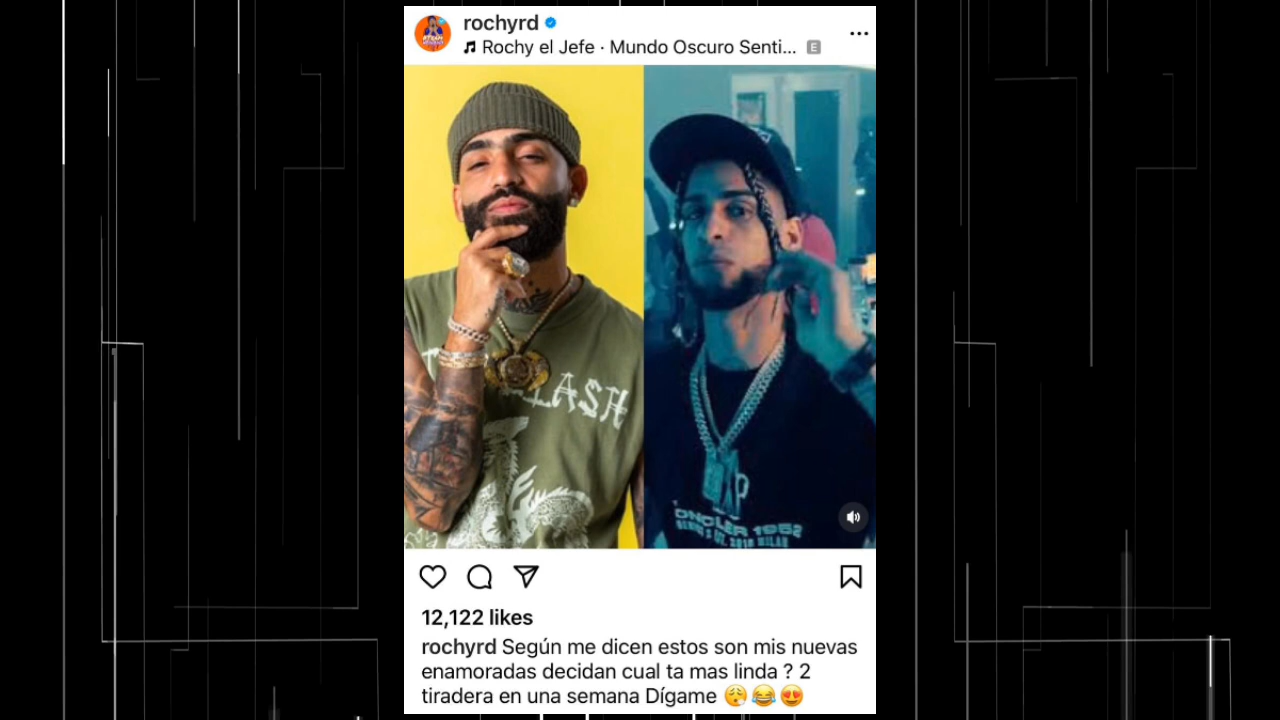 rochyrd
Rochy el Jefe · Mundo Oscuro Senti... E
LASH
ONCLER 1952
12,122 likes
rochyrd Según me dicen estos son mis nuevas
enamoradas decidan cual ta mas linda ? 2
tiradera en una semana Dígame 😮‍💨😂😍